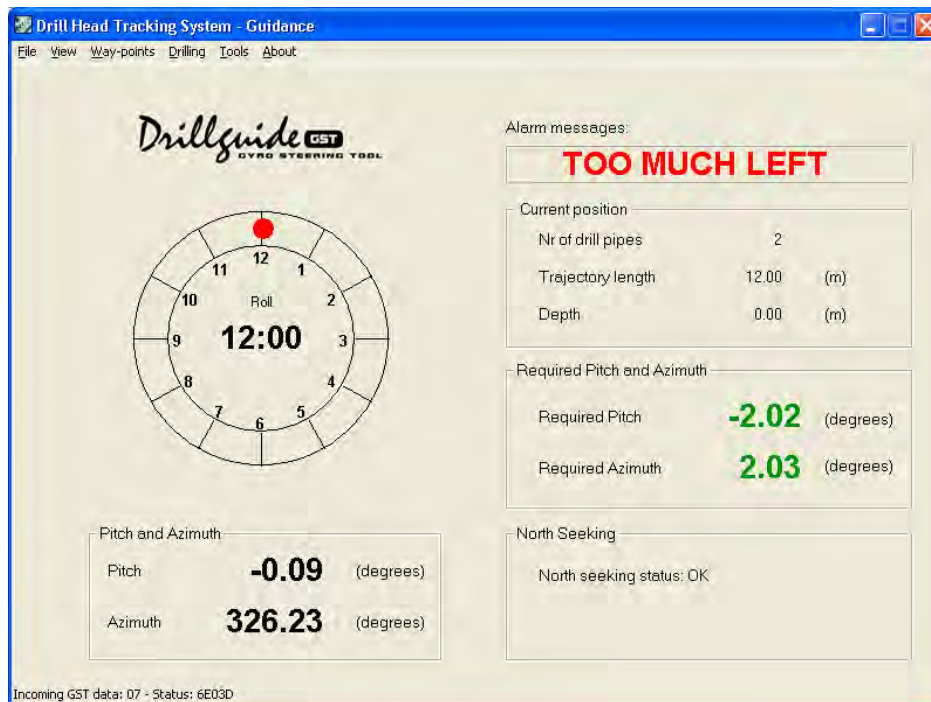 Drill Head Tracking System - Guidance
File View Way-points Drilling Tools About
Drillguide GST
GYRO STEERING TOOL
Alarm messages:
TOO MUCH LEFT
Current position
Nr of drill pipes 2
Trajectory length 12.00 (m)
Depth 0.00 (m)
12
1
2
3
4
5
6
7
8
9
10
11
Roll
12:00
Required Pitch and Azimuth
Required Pitch -2.02 (degrees)
Required Azimuth 2.03 (degrees)
Pitch and Azimuth
Pitch -0.09 (degrees)
Azimuth 326.23 (degrees)
North Seeking
North seeking status: OK
Incoming GST data: 07 - Status: 6E03D